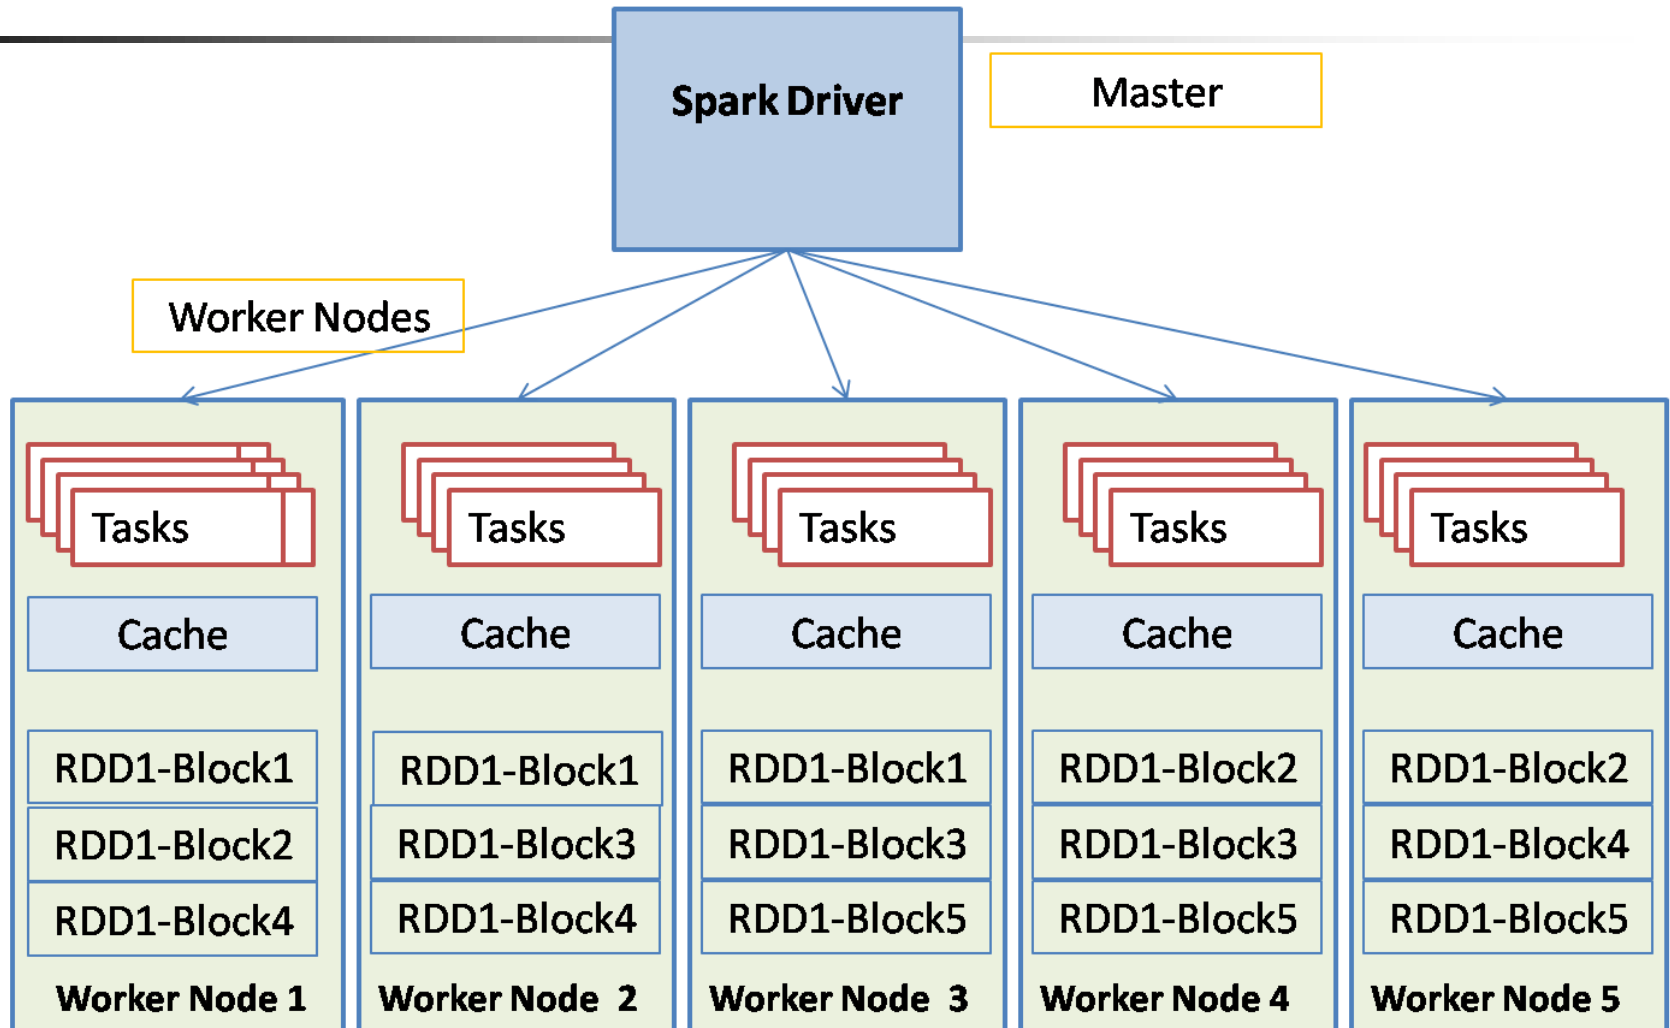 Spark Driver
Master
Worker Nodes
Tasks
Tasks
Tasks
Tasks
Tasks
Cache
Cache
Cache
Cache
Cache
RDD1-Block1
RDD1-Block1
RDD1-Block1
RDD1-Block2
RDD1-Block2
RDD1-Block2
RDD1-Block3
RDD1-Block3
RDD1-Block3
RDD1-Block4
RDD1-Block4
RDD1-Block4
RDD1-Block5
RDD1-Block5
RDD1-Block5
Worker Node 1
Worker Node 2
Worker Node 3
Worker Node 4
Worker Node 5